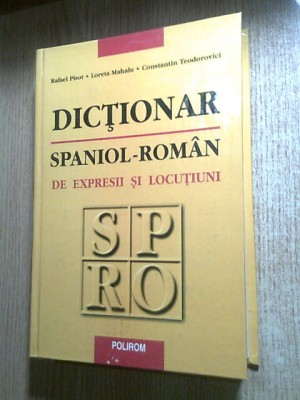 Rafael Pisot • Loreta Mahalu • Constantin Teodorovici
DICŢIONAR
SPANIOL-ROMÂN
DE EXPRESII ŞI LOCUŢIUNI
SP
RO
POLIROM